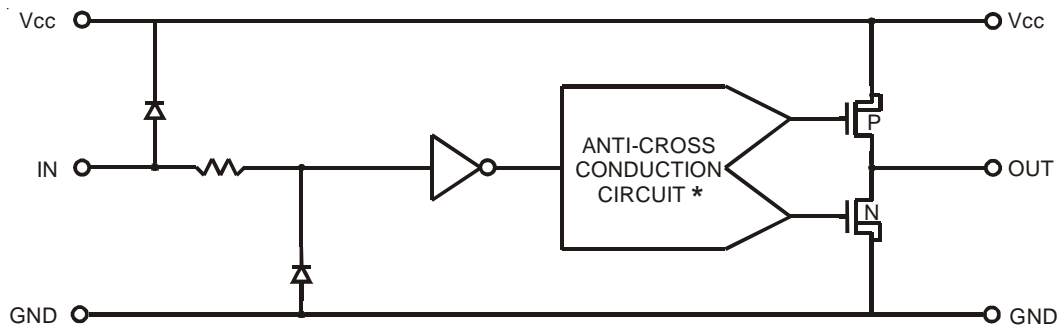 Vcc
Vcc
P
ANTI-CROSS
CONDUCTION
CIRCUIT *
IN
OUT
N
GND
GND